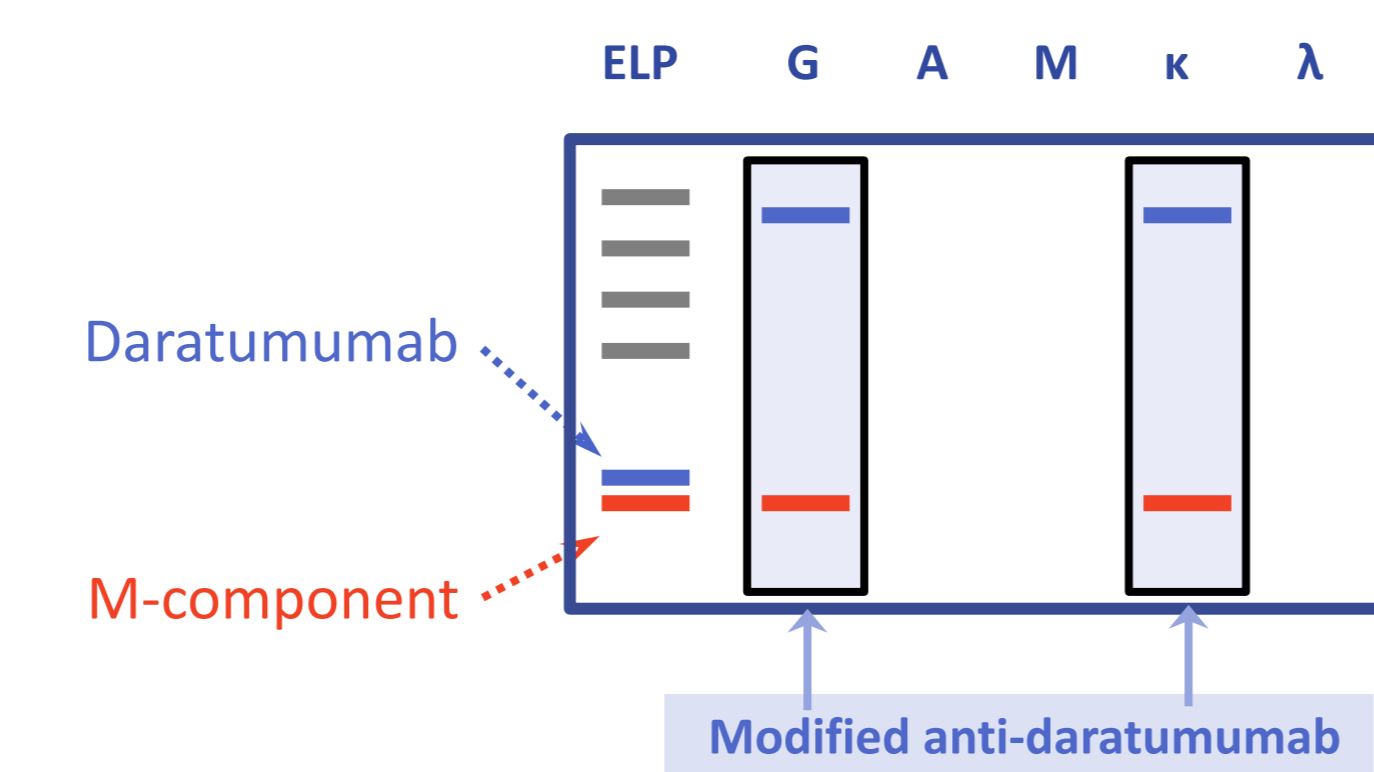 ELP G A M κ λ
Daratumumab
M-component
Modified anti-daratumumab